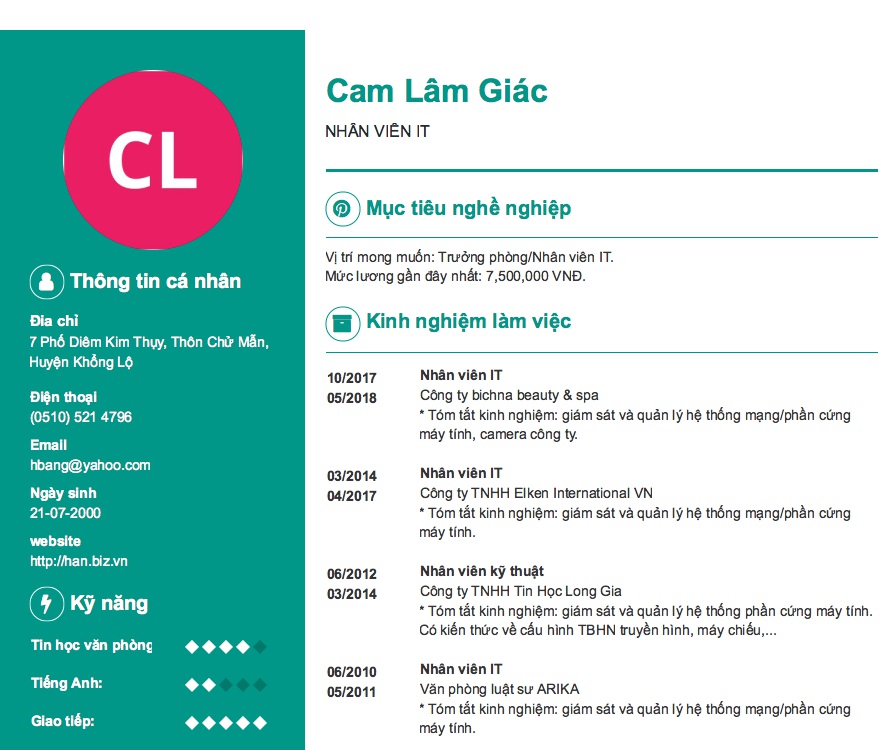 CL
Thông tin cá nhân
Địa chỉ
7 Phố Diêm Kim Thụy, Thôn Chử Mẫn,
Huyện Khổng Lộ
Điện thoại
(0510) 521 4796
Email
hbang@yahoo.com
Ngày sinh
21-07-2000
website
http://han.biz.vn
Kỹ năng
Tin học văn phòng
Tiếng Anh:
Giao tiếp:
Cam Lâm Giác
NHÂN VIÊN IT
Mục tiêu nghề nghiệp
Vị trí mong muốn: Trưởng phòng/Nhân viên IT.
Mức lương gần đây nhất: 7,500,000 VNĐ.
Kinh nghiệm làm việc
10/2017
05/2018
Nhân viên IT
Công ty bichna beauty & spa
* Tóm tắt kinh nghiệm: giám sát và quản lý hệ thống mạng/phần cứng
máy tính, camera công ty.
03/2014
04/2017
Nhân viên IT
Công ty TNHH Elken International VN
* Tóm tắt kinh nghiệm: giám sát và quản lý hệ thống mạng/phần cứng
máy tính.
06/2012
03/2014
Nhân viên kỹ thuật
Công ty TNHH Tin Học Long Gia
* Tóm tắt kinh nghiệm: giám sát và quản lý hệ thống phần cứng máy tính.
Có kiến thức về cấu hình TBHN truyền hình, máy chiếu,...
06/2010
05/2011
Nhân viên IT
Văn phòng luật sư ARIKA
* Tóm tắt kinh nghiệm: giám sát và quản lý hệ thống mạng/phần cứng
máy tính.